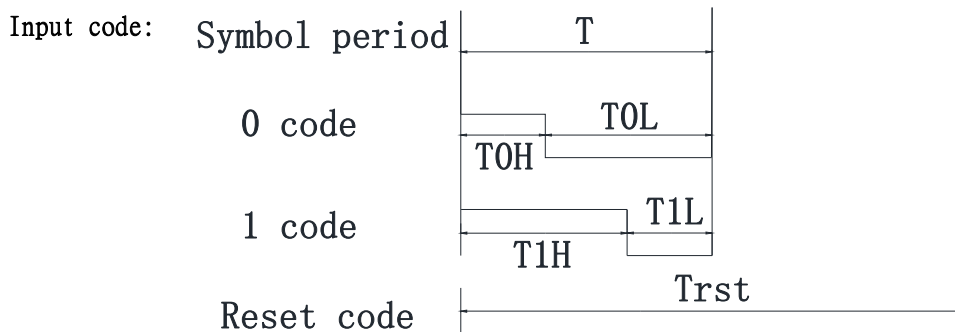 Input code:
Symbol period
T
0 code
T0L
T0H
1 code
T1L
T1H
Trst
Reset code